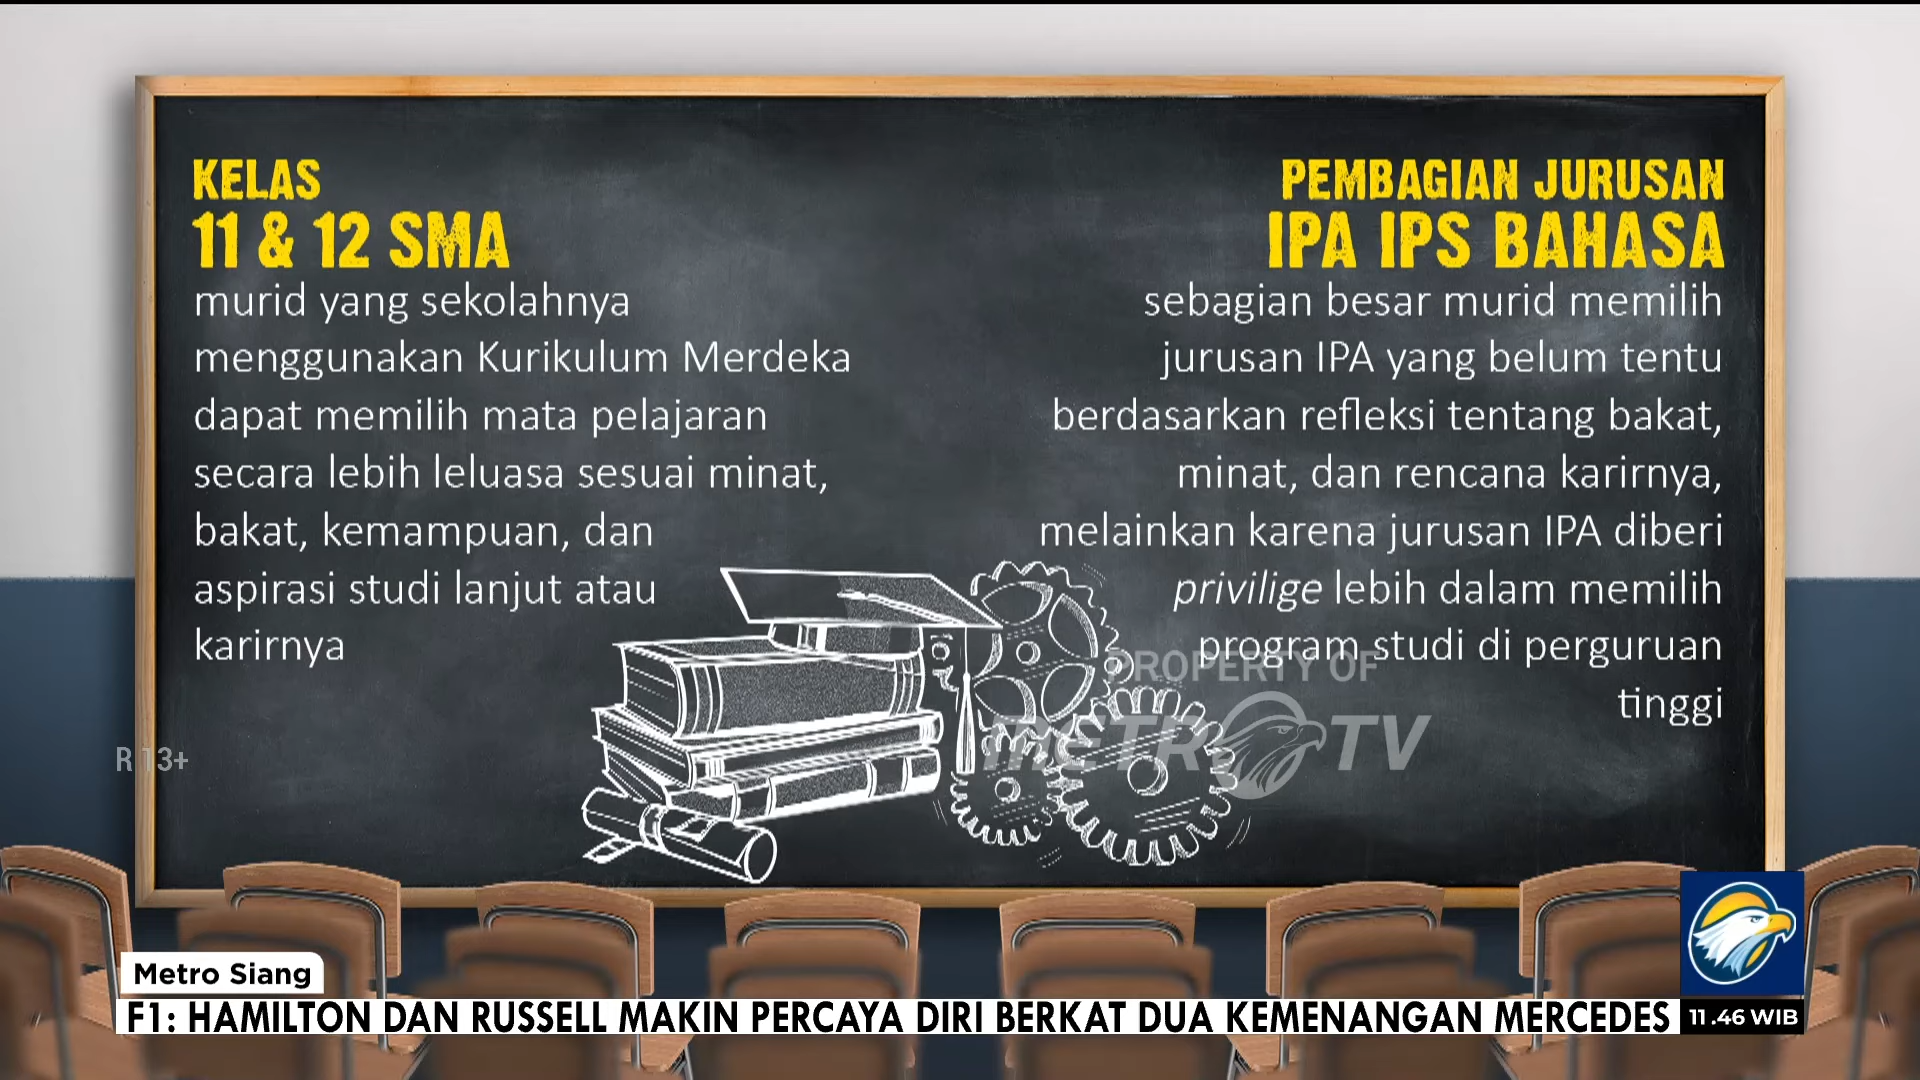 KELAS
11 & 12 SMA
murid yang sekolahnya
menggunakan Kurikulum Merdeka
dapat memilih mata pelajaran
secara lebih leluasa sesuai minat,
bakat, kemampuan, dan
aspirasi studi lanjut atau
karirnya
PEMBAGIAN JURUSAN
IPA IPS BAHASA
sebagian besar murid memilih
jurusan IPA yang belum tentu
berdasarkan refleksi tentang bakat,
minat, dan rencana karirnya,
melainkan karena jurusan IPA diberi
privilige lebih dalam memilih
program studi di perguruan
tinggi
PROPERTY OF
METRO TV
R 13+
Metro Siang
F1: HAMILTON DAN RUSSELL MAKIN PERCAYA DIRI BERKAT DUA KEMENANGAN MERCEDES
11.46 WIB